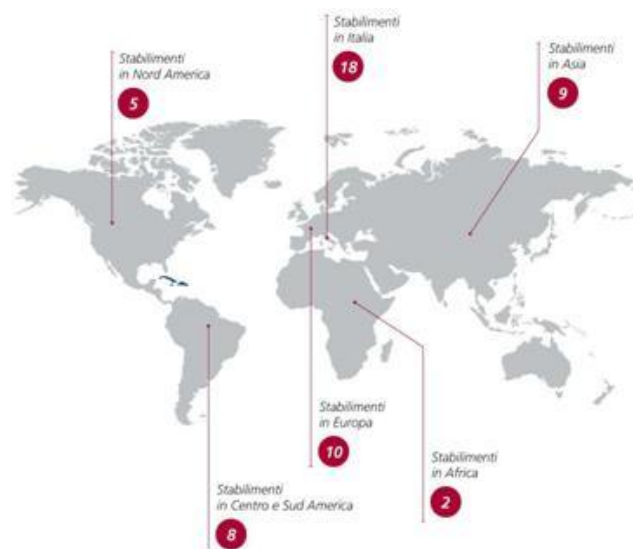 Stabilimenti
in Italia
18
Stabilimenti
in Nord America
5
Stabilimenti
in Asia
9
Stabilimenti
in Europa
10
Stabilimenti
in Africa
2
Stabilimenti
in Centro e Sud America
8